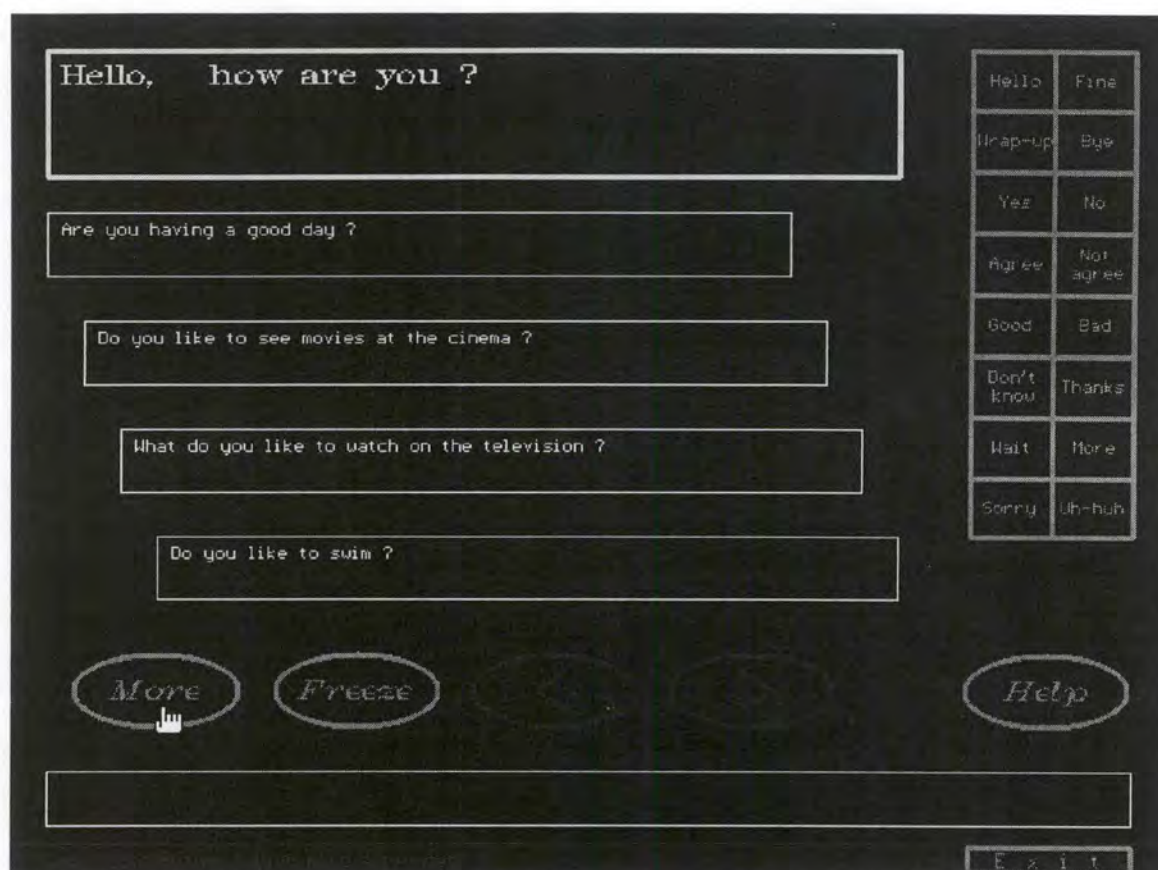 Hello, how are you ?
Are you having a good day ?
Do you like to see movies at the cinema ?
What do you like to watch on the television ?
Do you like to swim ?
Hello Fine
Wrap-up Bye
Yes No
Agree Not agree
Good Bad
Don't know Thanks
Wait More
Sorry Uh-huh
More Freeze Help
Exit